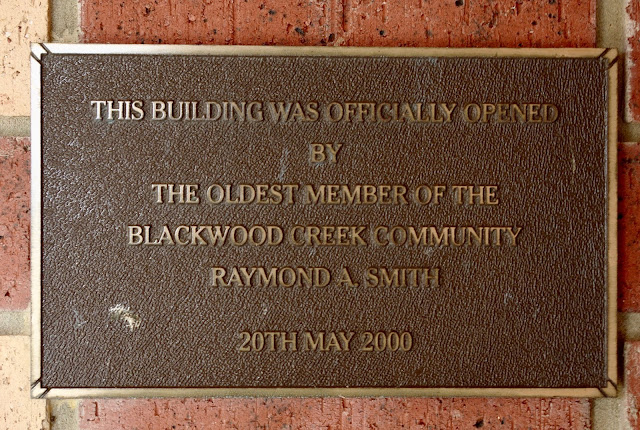 THIS BUILDING WAS OFFICIALLY OPENED
BY
THE OLDEST MEMBER OF THE
BLACKWOOD CREEK COMMUNITY
RAYMOND A. SMITH
20TH MAY 2000